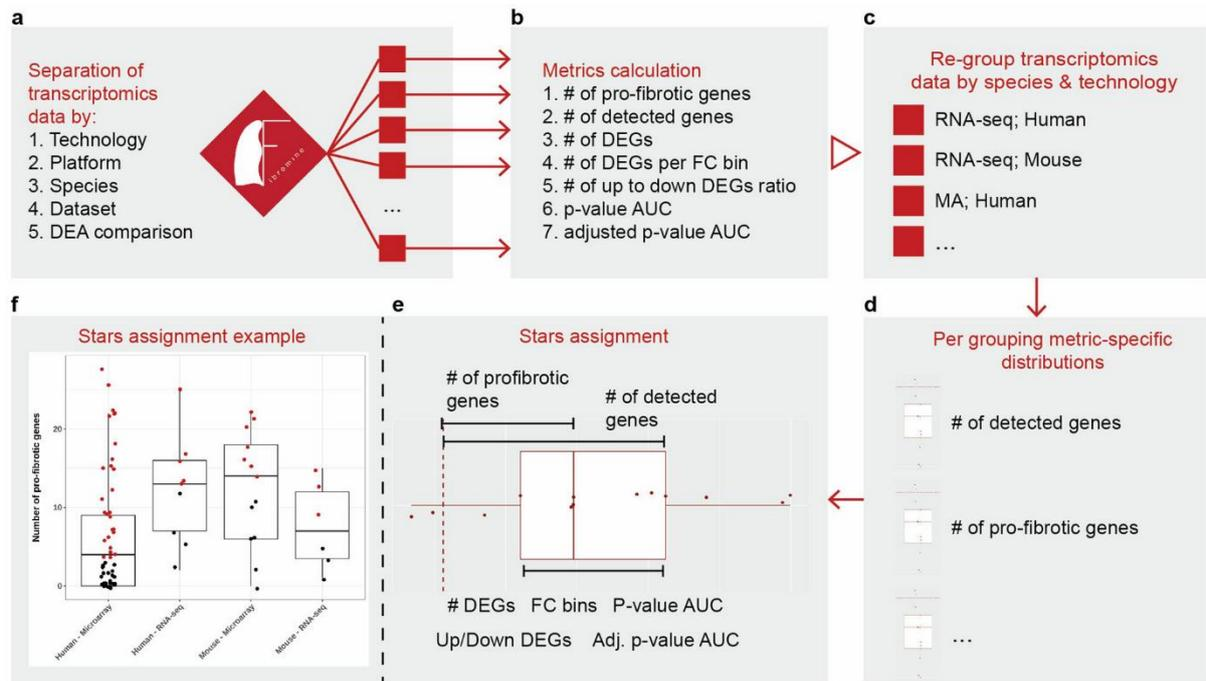 a
Separation of
transcriptomics
data by:
1. Technology
2. Platform
3. Species
4. Dataset
5. DEA comparison
ibromine
...
b
Metrics calculation
1. # of pro-fibrotic genes
2. # of detected genes
3. # of DEGs
4. # of DEGs per FC bin
5. # of up to down DEGs ratio
6. p-value AUC
7. adjusted p-value AUC
c
Re-group transcriptomics
data by species & technology
RNA-seq; Human
RNA-seq; Mouse
MA; Human
...
f
Stars assignment example
Number of pro-fibrotic genes
20
10
0
Human - Microarray
Human - RNA-seq
Mouse - Microarray
Mouse - RNA-seq
e
Stars assignment
# of profibrotic
genes
# of detected
genes
# DEGs FC bins P-value AUC
Up/Down DEGs Adj. p-value AUC
d
Per grouping metric-specific
distributions
# of detected genes
# of pro-fibrotic genes
...